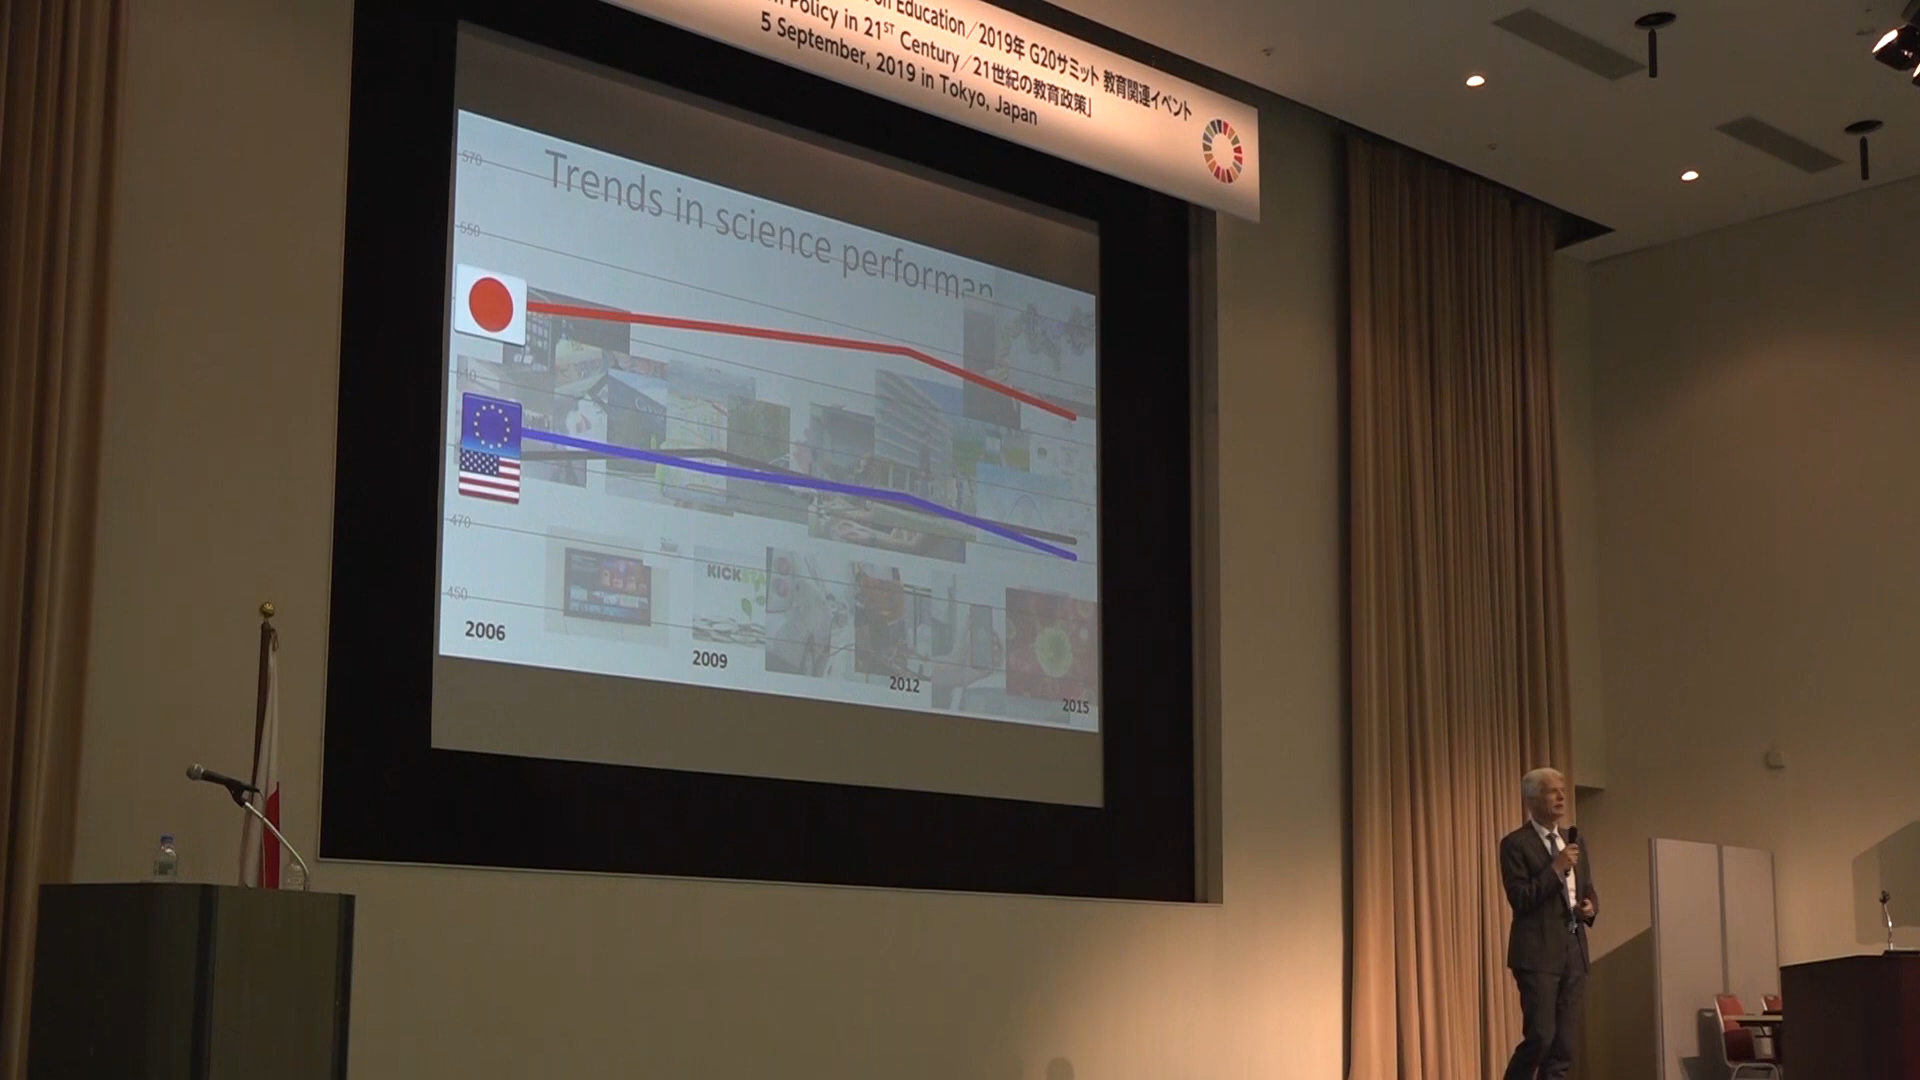 on Education／2019年 G20サミット 教育関連イベント
Policy in 21ST Century／21世紀の教育政策」
5 September, 2019 in Tokyo, Japan
Trends in science performan
570
550
470
450
KICKSTA
2006
2009
2012
2015